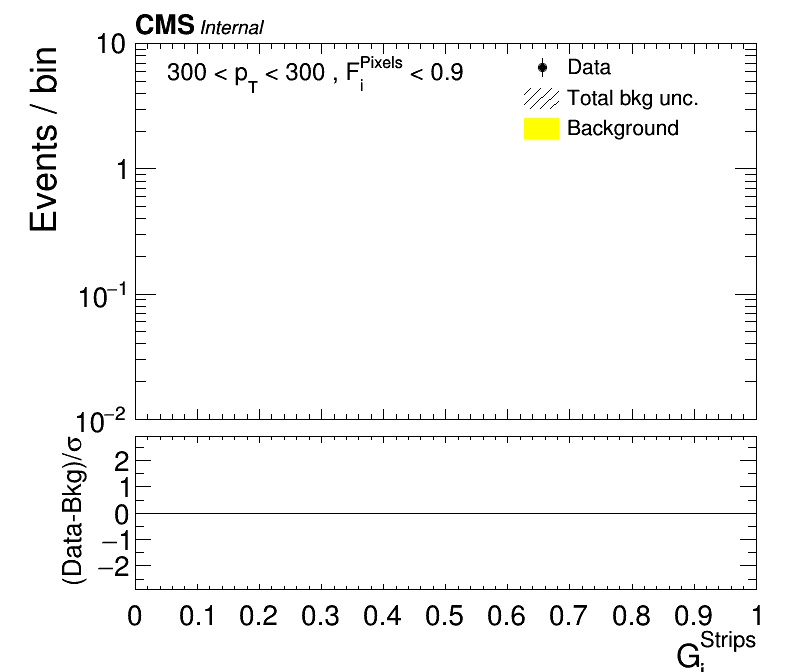 CMS Internal
300 < p_T < 300 , F_i^Pixels < 0.9
Data
Total bkg unc.
Background
Events / bin
10
1
10^−1
10^−2
(Data-Bkg)/σ
2
1
0
−1
−2
0 0.1 0.2 0.3 0.4 0.5 0.6 0.7 0.8 0.9 1
G_i^Strips